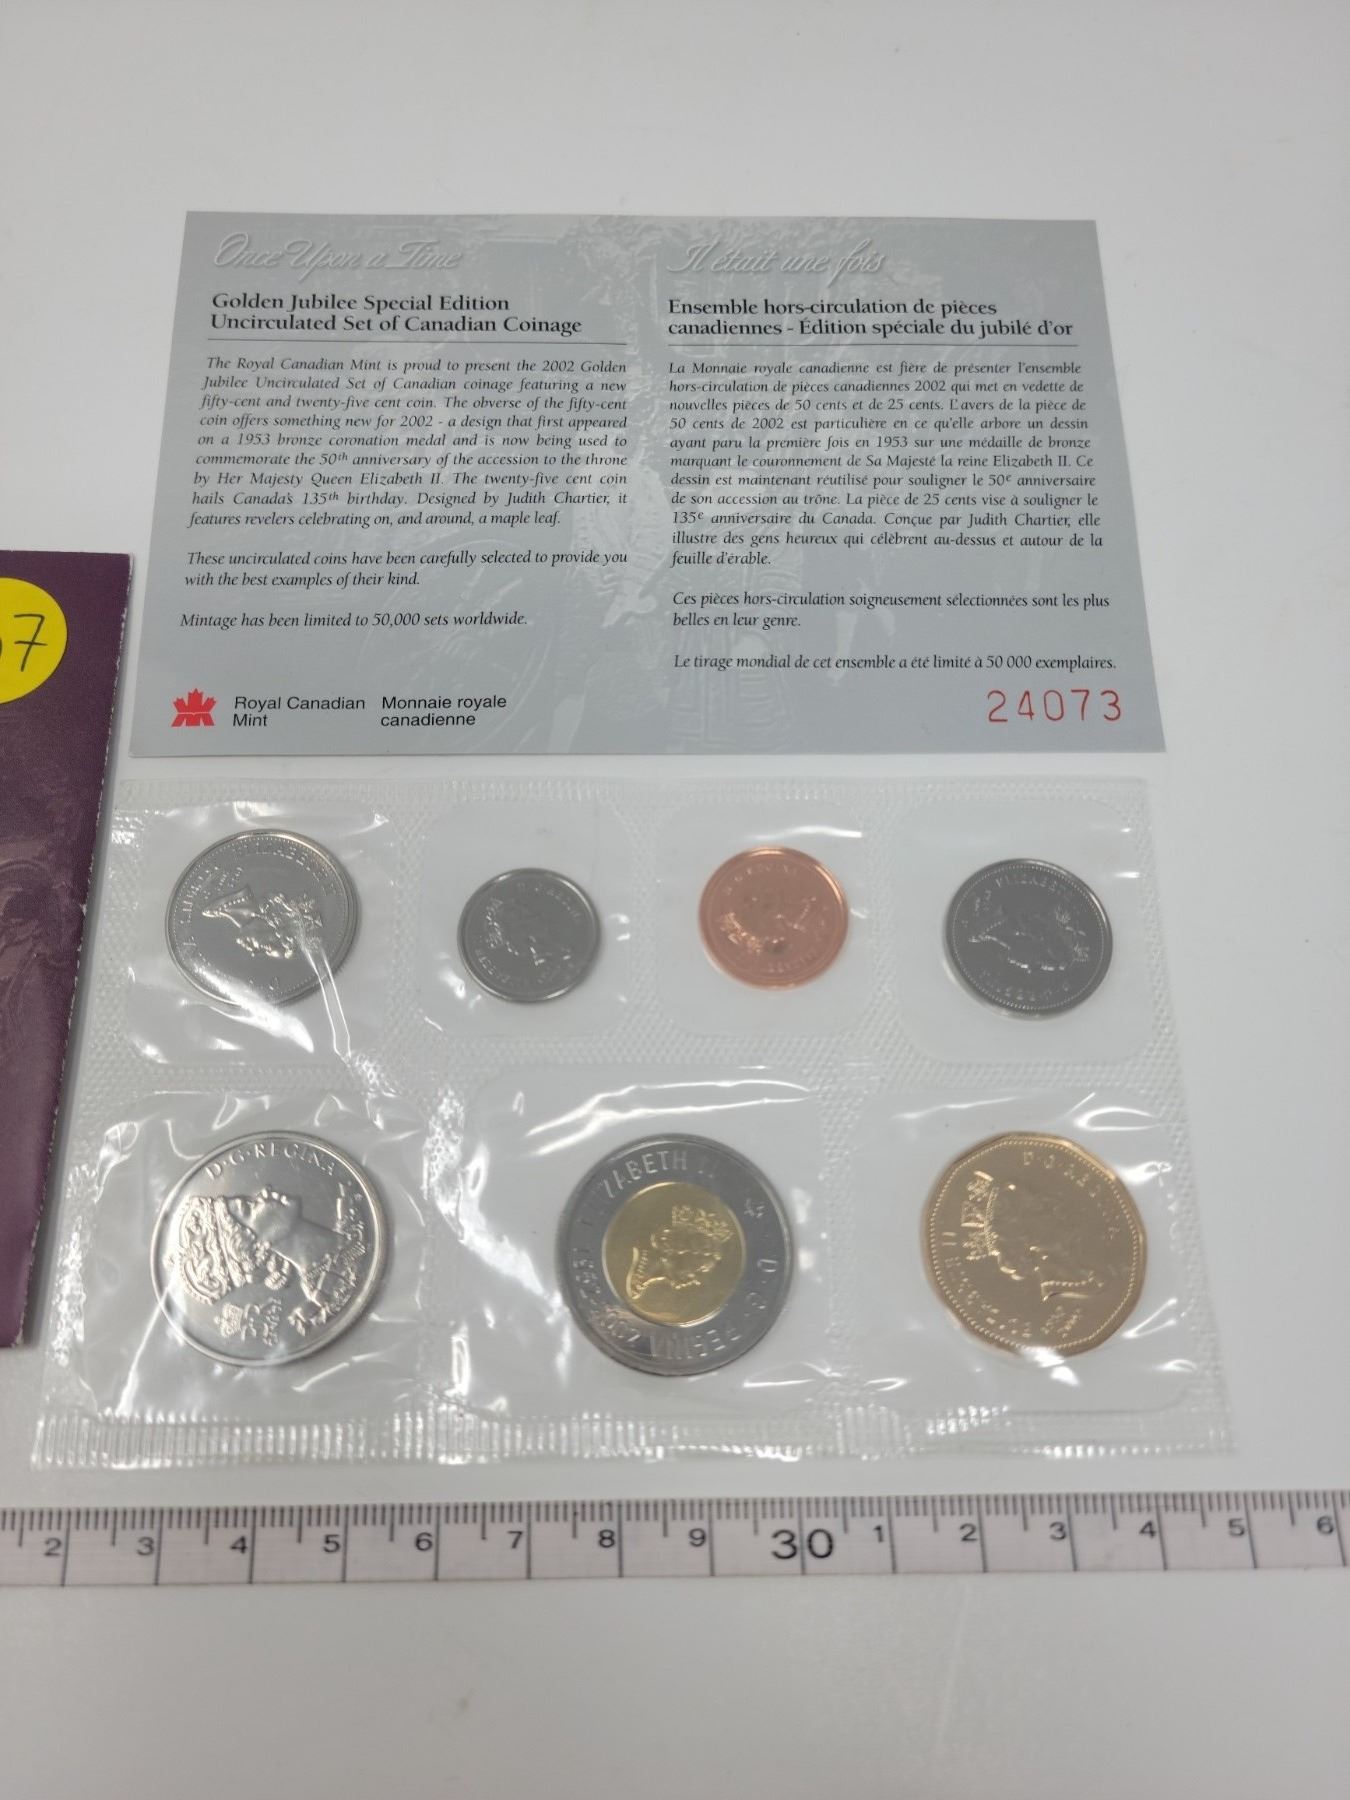 Once Upon a Time
Golden Jubilee Special Edition
Uncirculated Set of Canadian Coinage
The Royal Canadian Mint is proud to present the 2002 Golden
Jubilee Uncirculated Set of Canadian coinage featuring a new
fifty-cent and twenty-five cent coin. The obverse of the fifty-cent
coin offers something new for 2002 - a design that first appeared
on a 1953 bronze coronation medal and is now being used to
commemorate the 50th anniversary of the accession to the throne
by Her Majesty Queen Elizabeth II. The twenty-five cent coin
hails Canada's 135th birthday. Designed by Judith Chartier, it
features revelers celebrating on, and around, a maple leaf.
These uncirculated coins have been carefully selected to provide you
with the best examples of their kind.
Mintage has been limited to 50,000 sets worldwide.
Royal Canadian
Mint
Monnaie royale
canadienne
Il était une fois
Ensemble hors-circulation de pièces
canadiennes - Édition spéciale du jubilé d'or
La Monnaie royale canadienne est fière de présenter l'ensemble
hors-circulation de pièces canadiennes 2002 qui met en vedette de
nouvelles pièces de 50 cents et de 25 cents. L'avers de la pièce de
50 cents de 2002 est particulière en ce qu'elle arbore un dessin
ayant paru la première fois en 1953 sur une médaille de bronze
marquant le couronnement de Sa Majesté la reine Elizabeth II. Ce
dessin est maintenant réutilisé pour souligner le 50e anniversaire
de son accession au trône. La pièce de 25 cents vise à souligner le
135e anniversaire du Canada. Conçue par Judith Chartier, elle
illustre des gens heureux qui célèbrent au-dessus et autour de la
feuille d'érable.
Ces pièces hors-circulation soigneusement sélectionnées sont les plus
belles en leur genre.
Le tirage mondial de cet ensemble a été limité à 50 000 exemplaires.
24073
7
D·G·REGINA
ELIZABETH II
D·G·REGINA
1952-2002
D·G·REGINA
2 3 4 5 6 7 8 9 30 1 2 3 4 5 6